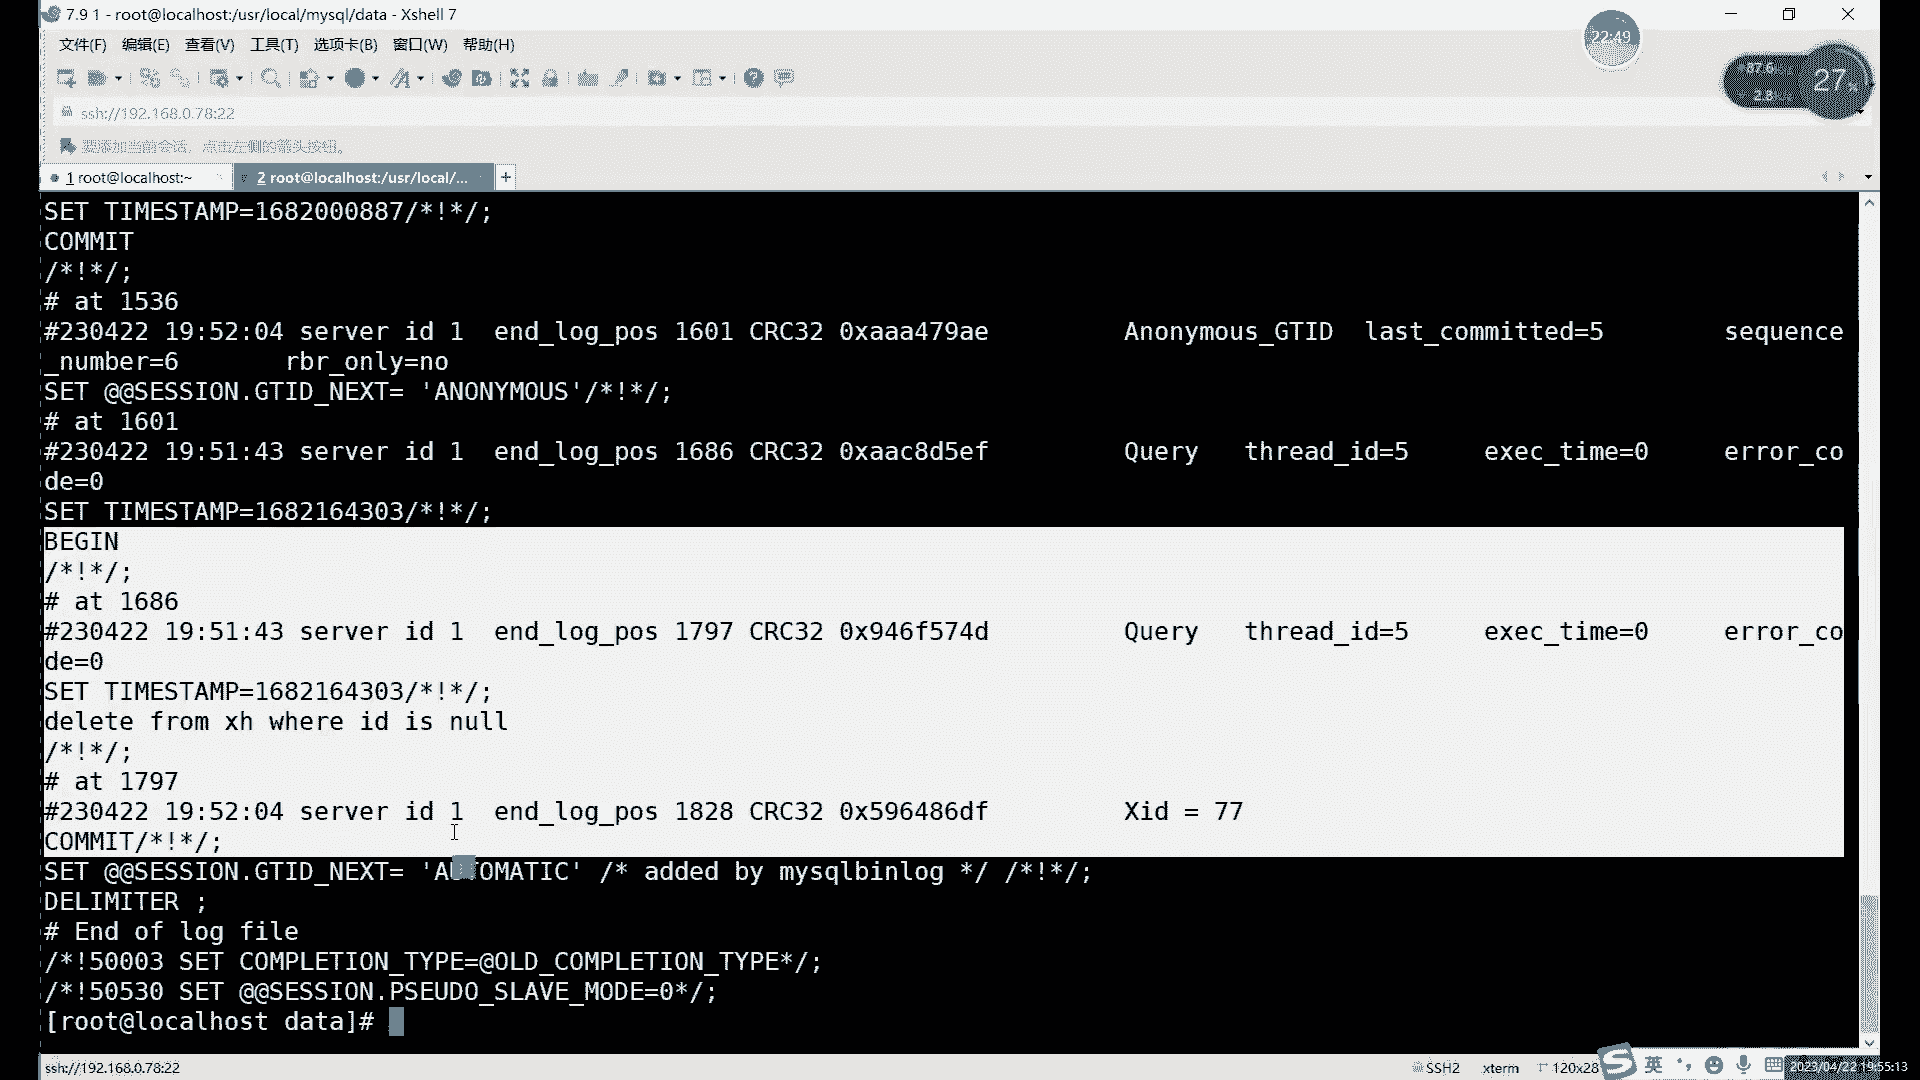 7.9 1 - root@localhost:/usr/local/mysql/data - Xshell 7
22:49
文件(F) 编辑(E) 查看(V) 工具(T) 选项卡(B) 窗口(W) 帮助(H)
87.6
27%
2.8
ssh://192.168.0.78:22
要添加当前会话，点击左侧的箭头按钮。
1 root@localhost:~
2 root@localhost:/usr/local/...
+
SET TIMESTAMP=1682000887/*!*/;
COMMIT
/*!*/;
# at 1536
#230422 19:52:04 server id 1  end_log_pos 1601 CRC32 0xaaa479ae         Anonymous_GTID  last_committed=5        sequence
_number=6       rbr_only=no
SET @@SESSION.GTID_NEXT= 'ANONYMOUS'/*!*/;
# at 1601
#230422 19:51:43 server id 1  end_log_pos 1686 CRC32 0xaac8d5ef         Query   thread_id=5     exec_time=0     error_co
de=0
SET TIMESTAMP=1682164303/*!*/;
BEGIN
/*!*/;
# at 1686
#230422 19:51:43 server id 1  end_log_pos 1797 CRC32 0x946f574d         Query   thread_id=5     exec_time=0     error_co
de=0
SET TIMESTAMP=1682164303/*!*/;
delete from xh where id is null
/*!*/;
# at 1797
#230422 19:52:04 server id 1  end_log_pos 1828 CRC32 0x596486df         Xid = 77
COMMIT/*!*/;
SET @@SESSION.GTID_NEXT= 'AUTOMATIC' /* added by mysqlbinlog */ /*!*/;
DELIMITER ;
# End of log file
/*!50003 SET COMPLETION_TYPE=@OLD_COMPLETION_TYPE*/;
/*!50530 SET @@SESSION.PSEUDO_SLAVE_MODE=0*/;
[root@localhost data]#
ssh://192.168.0.78:22
SSH2 xterm 120x28
英
2023/04/22 19:55:13